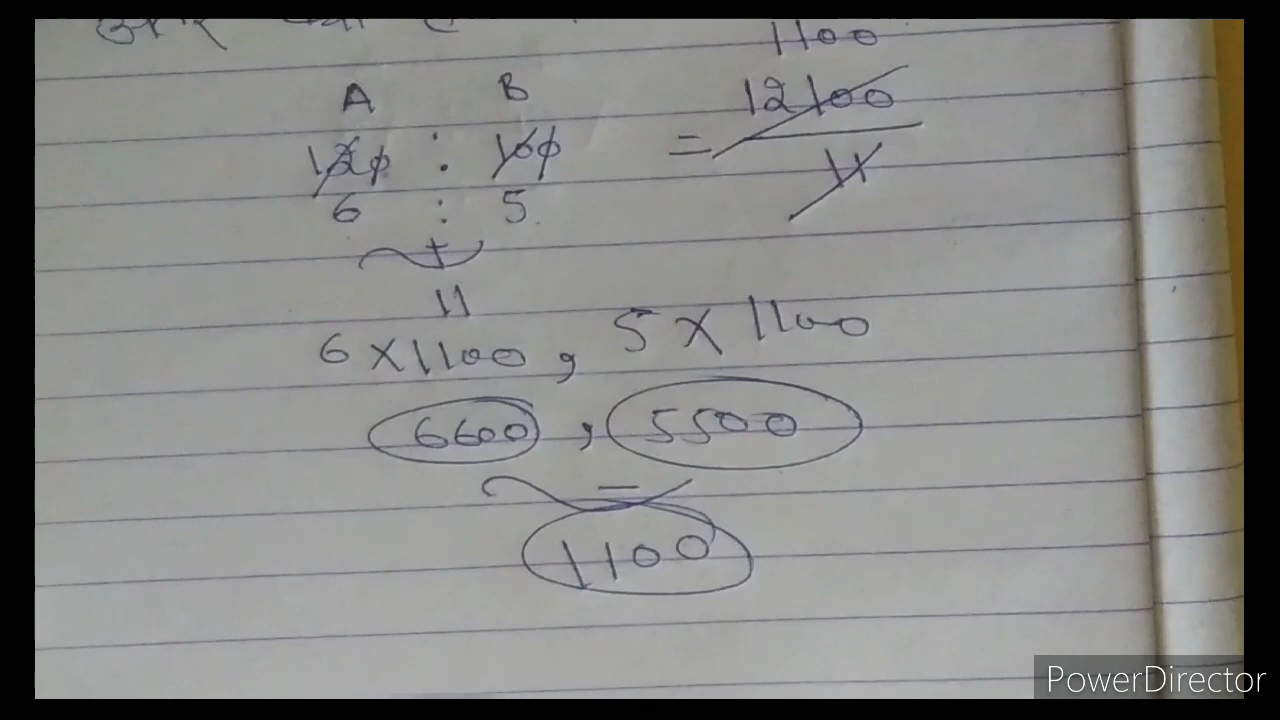 1100
A B
120 : 100 = 12100
11
6 : 5
+
11
6 x 1100 , 5 x 1100
6600 , 5500
-
1100
PowerDirector